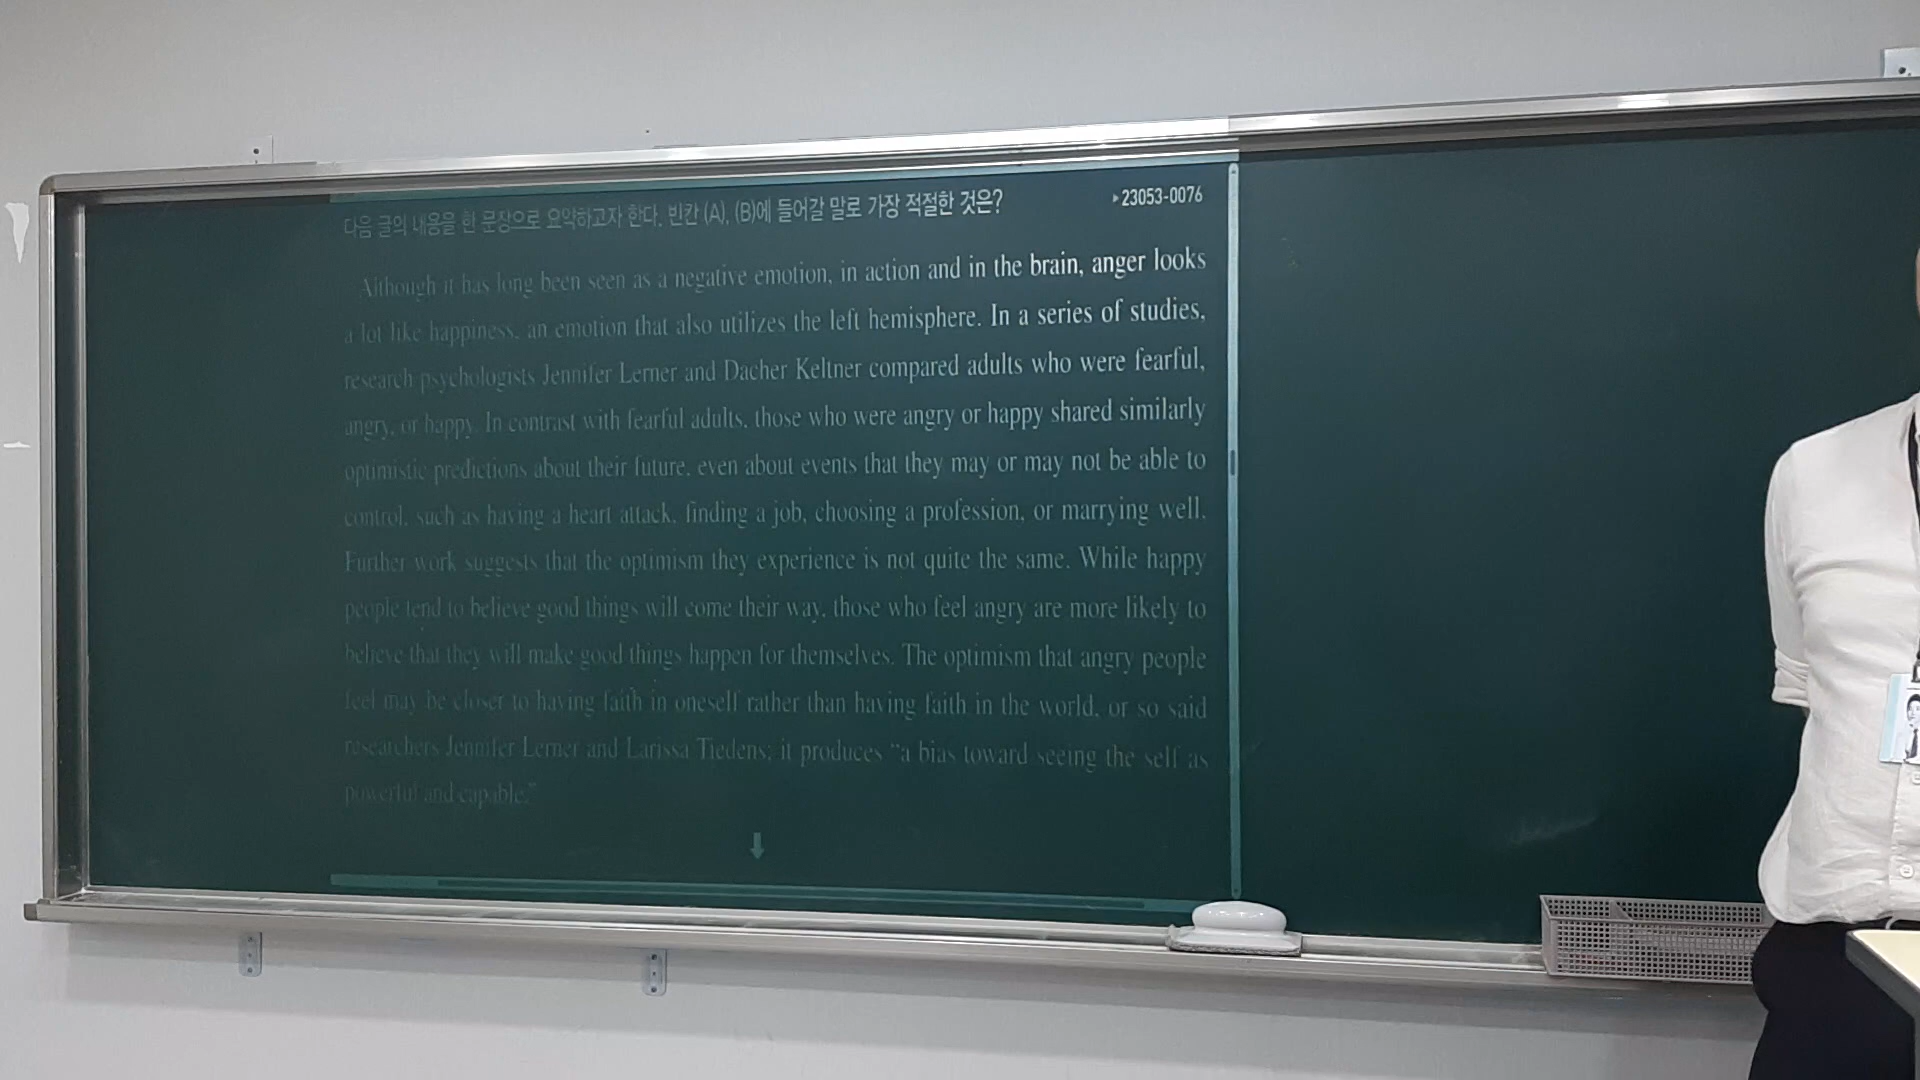 다음 글의 내용을 한 문장으로 요약하고자 한다. 빈칸 (A), (B)에 들어갈 말로 가장 적절한 것은? ▸23053-0076
Although it has long been seen as a negative emotion, in action and in the brain, anger looks
a lot like happiness, an emotion that also utilizes the left hemisphere. In a series of studies,
research psychologists Jennifer Lerner and Dacher Keltner compared adults who were fearful,
angry, or happy. In contrast with fearful adults, those who were angry or happy shared similarly
optimistic predictions about their future, even about events that they may or may not be able to
control, such as having a heart attack, finding a job, choosing a profession, or marrying well.
Further work suggests that the optimism they experience is not quite the same. While happy
people tend to believe good things will come their way, those who feel angry are more likely to
believe that they will make good things happen for themselves. The optimism that angry people
feel may be closer to having faith in oneself rather than having faith in the world, or so said
researchers Jennifer Lerner and Larissa Tiedens; it produces “a bias toward seeing the self as
powerful and capable.”